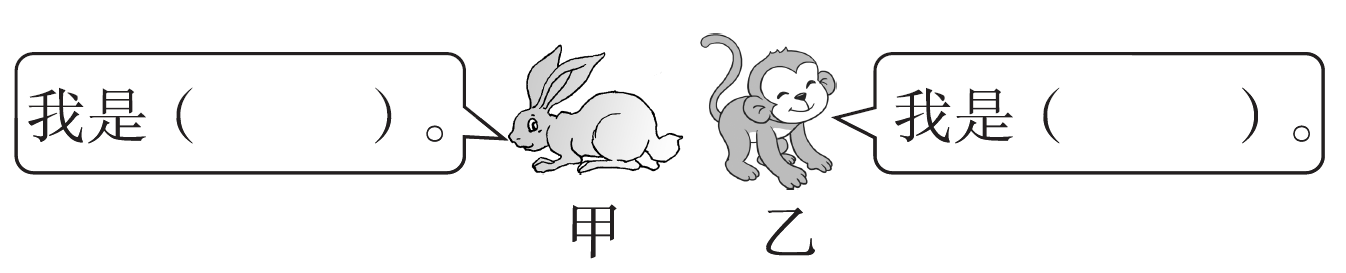 我是（　　　）。
我是（　　　）。
甲
乙